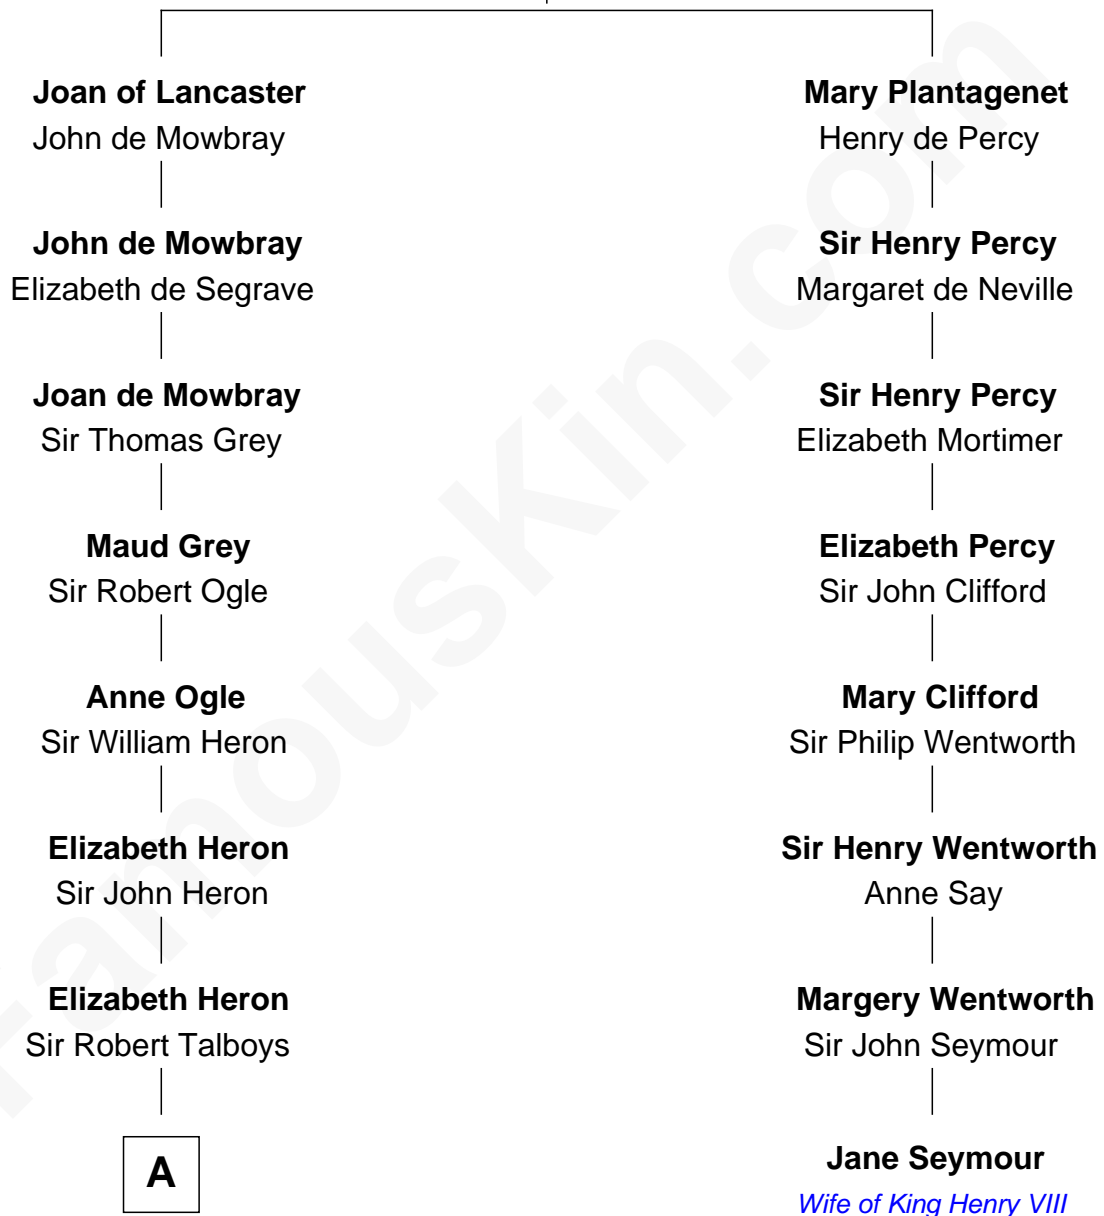 Joan of Lancaster
John de Mowbray
John de Mowbray
Elizabeth de Segrave
Joan de Mowbray
Sir Thomas Grey
Maud Grey
Sir Robert Ogle
Anne Ogle
Sir William Heron
Elizabeth Heron
Sir John Heron
Elizabeth Heron
Sir Robert Talboys
A
Mary Plantagenet
Henry de Percy
Sir Henry Percy
Margaret de Neville
Sir Henry Percy
Elizabeth Mortimer
Elizabeth Percy
Sir John Clifford
Mary Clifford
Sir Philip Wentworth
Sir Henry Wentworth
Anne Say
Margery Wentworth
Sir John Seymour
Jane Seymour
Wife of King Henry VIII
FamousKin.com